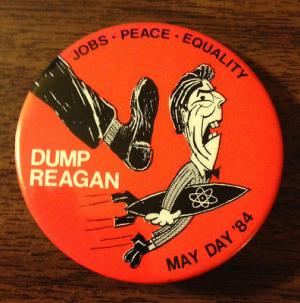 JOBS · PEACE · EQUALITY
DUMP
REAGAN
MAY DAY '84